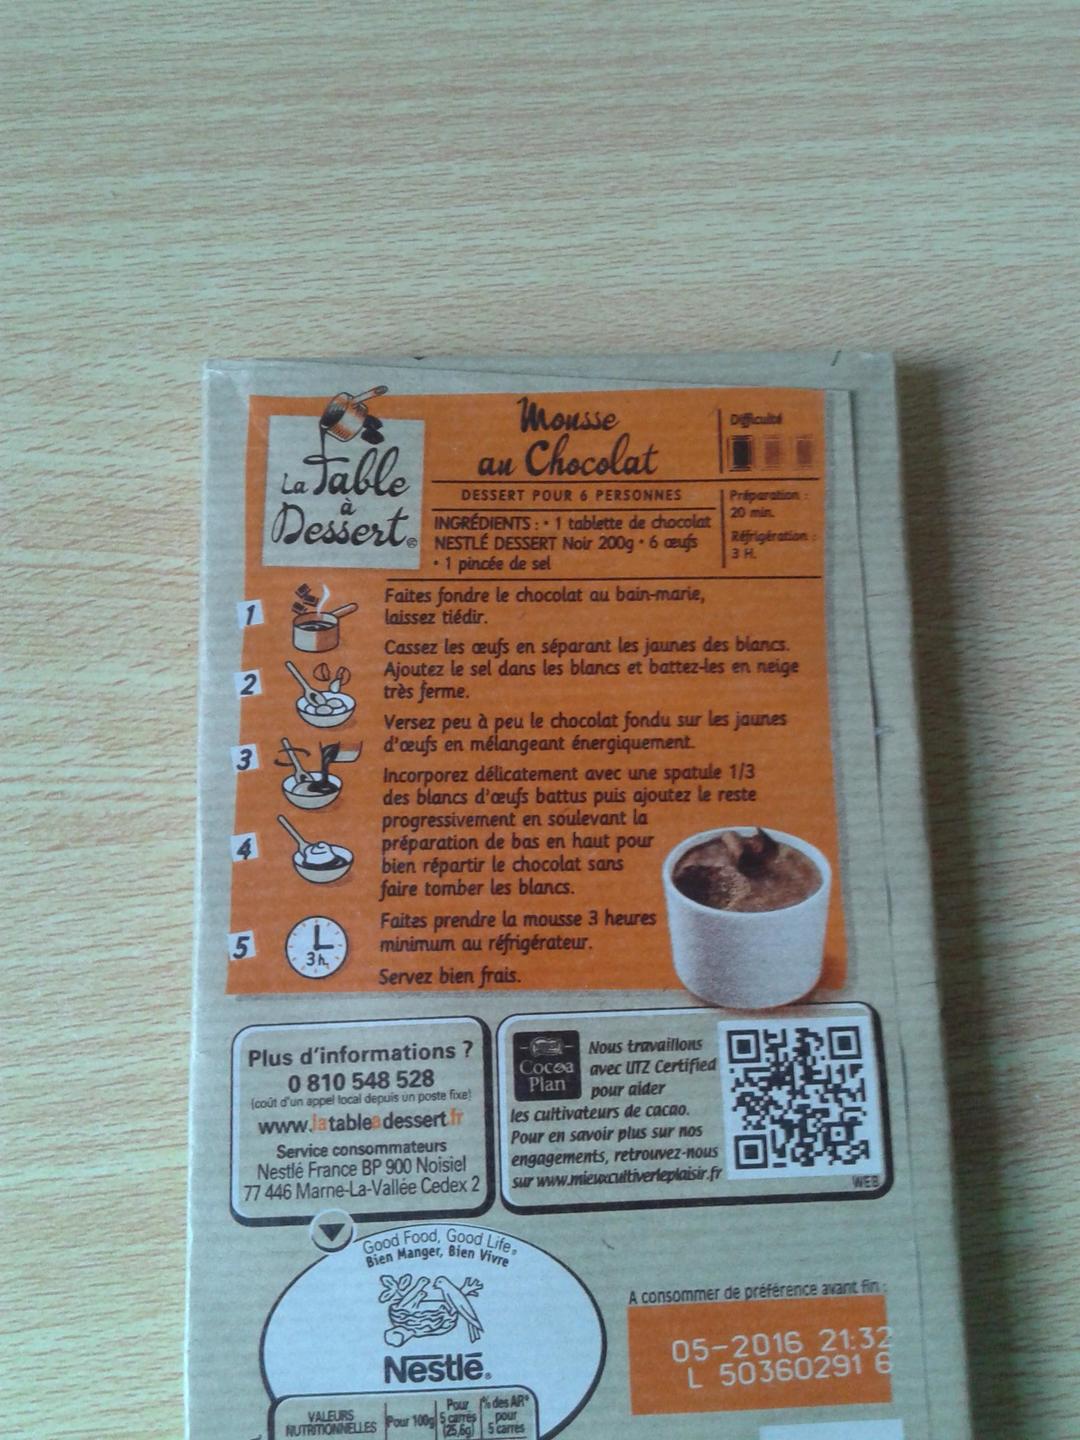 La Table
à
Dessert®
Mousse
au Chocolat
DESSERT POUR 6 PERSONNES
INGRÉDIENTS : • 1 tablette de chocolat
NESTLÉ DESSERT Noir 200g • 6 œufs
• 1 pincée de sel
Difficulté
Préparation :
20 min.
Réfrigération :
3 H.
1
Faites fondre le chocolat au bain-marie,
laissez tiédir.
2
Cassez les œufs en séparant les jaunes des blancs.
Ajoutez le sel dans les blancs et battez-les en neige
très ferme.
3
Versez peu à peu le chocolat fondu sur les jaunes
d'œufs en mélangeant énergiquement.
4
Incorporez délicatement avec une spatule 1/3
des blancs d'œufs battus puis ajoutez le reste
progressivement en soulevant la
préparation de bas en haut pour
bien répartir le chocolat sans
faire tomber les blancs.
5
3h
Faites prendre la mousse 3 heures
minimum au réfrigérateur.
Servez bien frais.
Plus d'informations ?
0 810 548 528
(coût d'un appel local depuis un poste fixe)
www.latableadessert.fr
Service consommateurs
Nestlé France BP 900 Noisiel
77 446 Marne-La-Vallée Cedex 2
Cocoa
Plan
Nous travaillons
avec UTZ Certified
pour aider
les cultivateurs de cacao.
Pour en savoir plus sur nos
engagements, retrouvez-nous
sur www.mieuxcultiverleplaisir.fr
WEB
Good Food, Good Life®
Bien Manger, Bien Vivre
Nestlé®
A consommer de préférence avant fin :
05-2016 21:32
L 50360291 6
VALEURS
NUTRITIONNELLES
Pour 100g
Pour
5 carrés
(25,6g)
% des AR*
pour
5 carrés